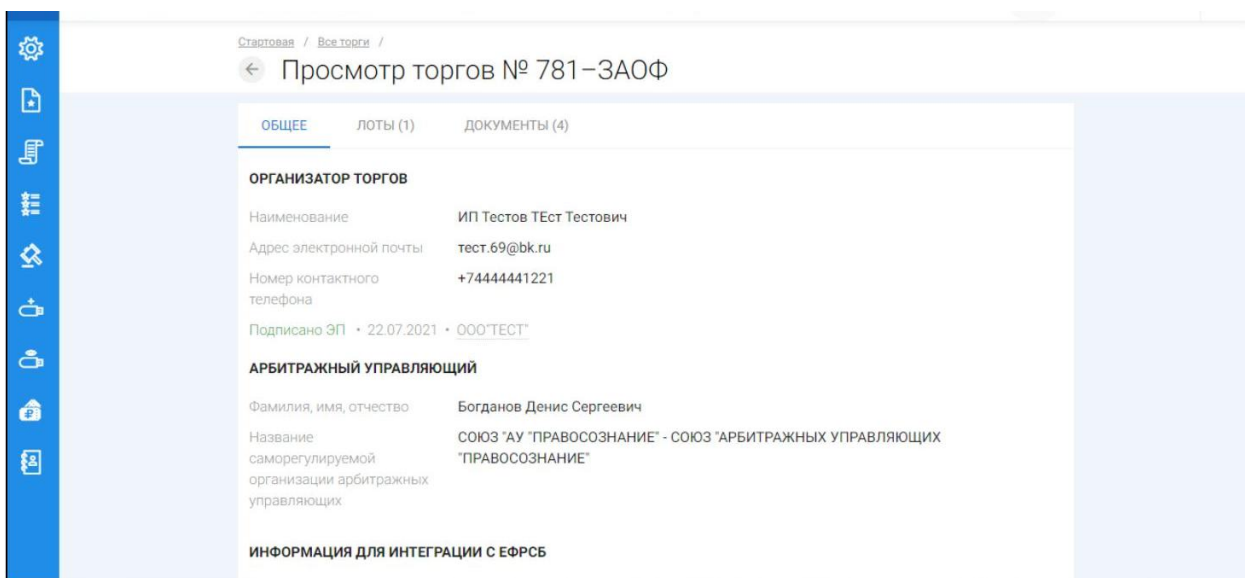 Стартовая / Все торги /
Просмотр торгов № 781-ЗАОФ
ОБЩЕЕ ЛОТЫ (1) ДОКУМЕНТЫ (4)
ОРГАНИЗАТОР ТОРГОВ
Наименование ИП Тестов ТЕст Тестович
Адрес электронной почты тест.69@bk.ru
Номер контактного +74444441221
телефона
Подписано ЭП • 22.07.2021 • ООО"ТЕСТ"
АРБИТРАЖНЫЙ УПРАВЛЯЮЩИЙ
Фамилия, имя, отчество Богданов Денис Сергеевич
Название СОЮЗ "АУ "ПРАВОСОЗНАНИЕ" - СОЮЗ "АРБИТРАЖНЫХ УПРАВЛЯЮЩИХ
саморегулируемой "ПРАВОСОЗНАНИЕ"
организации арбитражных
управляющих
ИНФОРМАЦИЯ ДЛЯ ИНТЕГРАЦИИ С ЕФРСБ